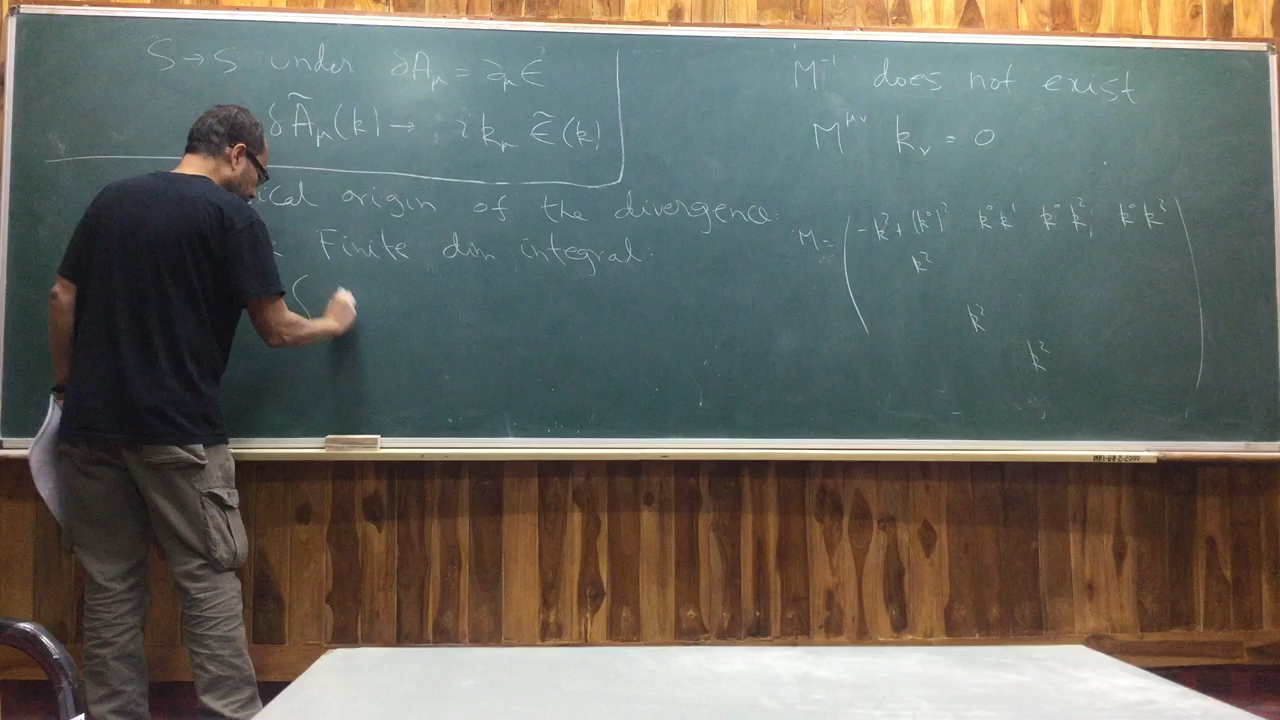 S → S under δA_μ = ∂_μ ε
δÃ_μ(k) → i k_μ ε̃(k)
ical origin of the divergence:
Finite dim integral:
M⁻¹ does not exist
M^{μν} k_ν = 0
M = ( -k² + (k⁰)² k⁰k¹ k⁰k² k⁰k³
k²
k²
k² )